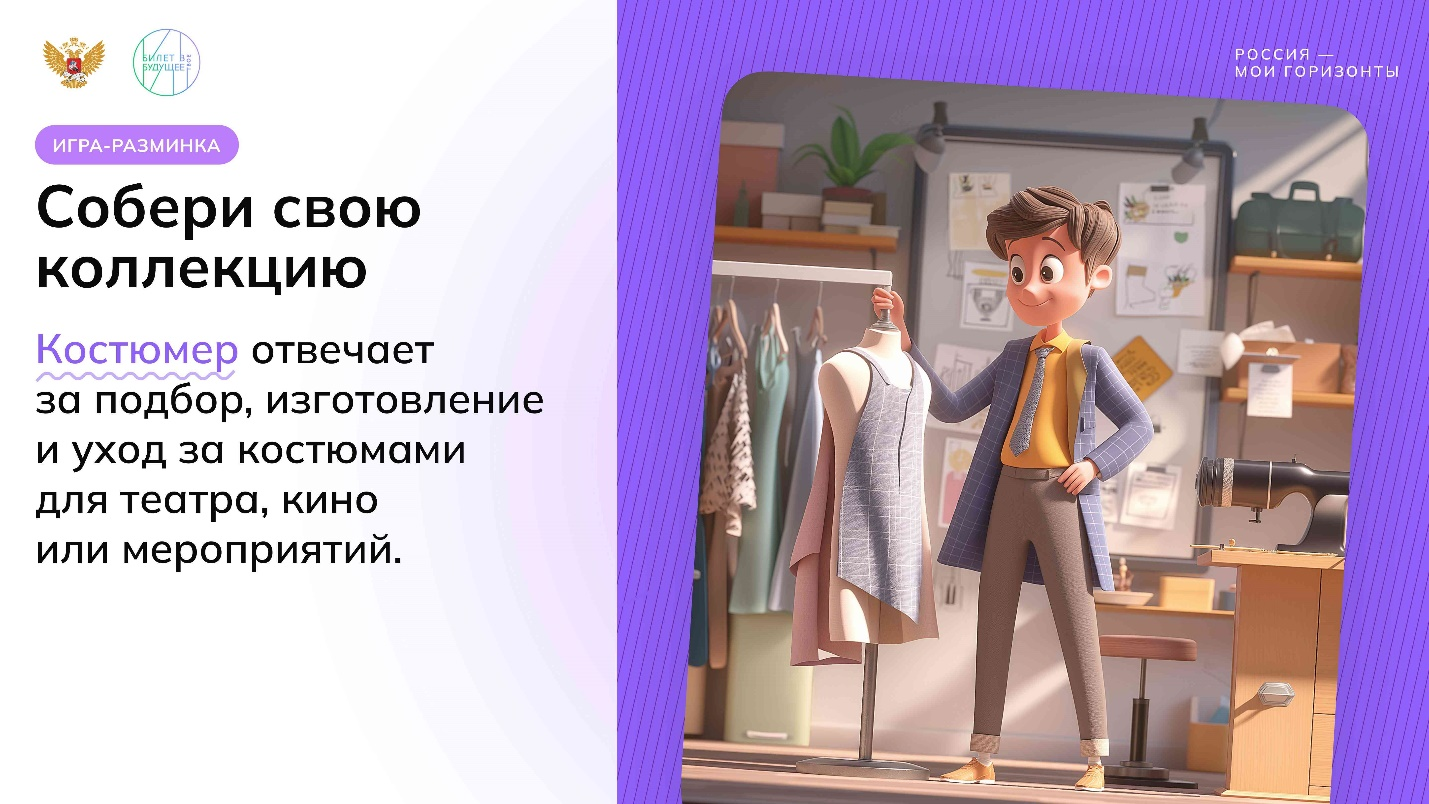 БИЛЕТ В
БУДУЩЕЕ
ТВОЕ
РОССИЯ —
МОИ ГОРИЗОНТЫ
ИГРА-РАЗМИНКА
Собери свою
коллекцию
Костюмер отвечает
за подбор, изготовление
и уход за костюмами
для театра, кино
или мероприятий.